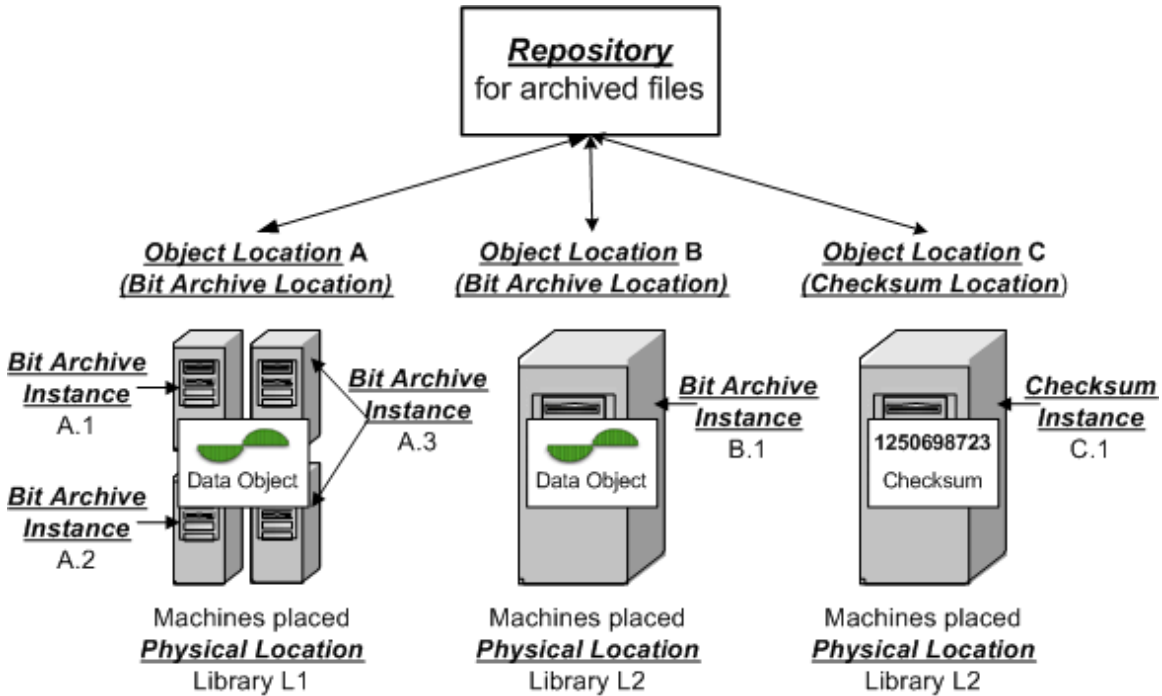 Repository
for archived files
Object Location A
(Bit Archive Location)
Object Location B
(Bit Archive Location)
Object Location C
(Checksum Location)
Bit Archive
Instance
A.1
Bit Archive
Instance
A.2
Data Object
Bit Archive
Instance
A.3
Machines placed
Physical Location
Library L1
Data Object
Bit Archive
Instance
B.1
Machines placed
Physical Location
Library L2
1250698723
Checksum
Checksum
Instance
C.1
Machines placed
Physical Location
Library L2